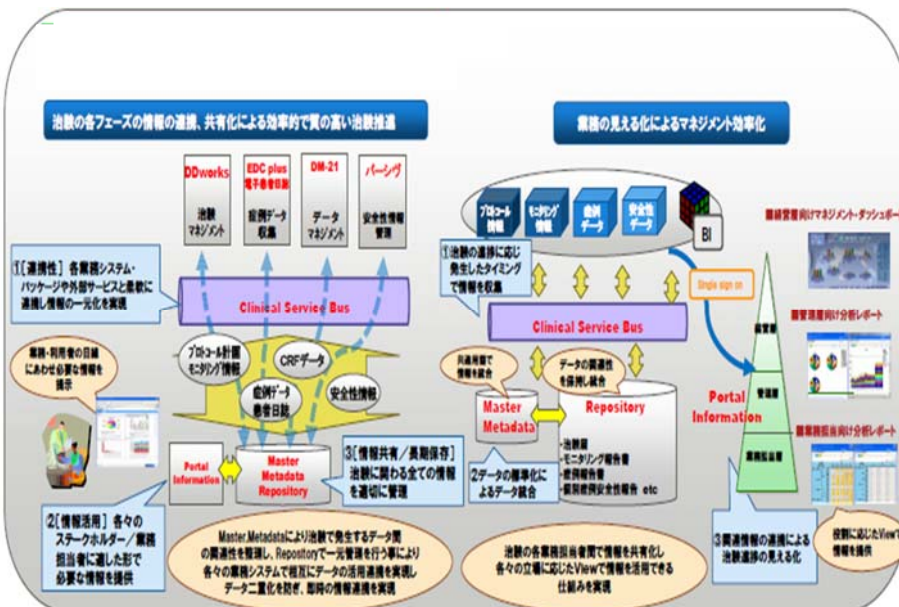 治験の各フェーズの情報の連携、共有化による効率的で質の高い治験推進
DDworks
治験
マネジメント
EDC plus
電子患者日誌
症例データ
収集
DM-21
データ
マネジメント
パーシヴ
安全性情報
管理
①[連携性] 各業務システム・
パッケージや外部サービスと柔軟に
連携し情報の一元化を実現
Clinical Service Bus
業務・利用者の目線
にあわせ必要な情報を
提示
プロトコール計画
モニタリング情報
CRFデータ
症例データ
患者日誌
安全性情報
Portal
Information
Master
Metadata
Repository
③[情報共有/長期保存]
治験に関わる全ての情報
を適切に管理
②[情報活用] 各々の
ステークホルダー/業務
担当者に適した形で
必要な情報を提供
Master,Metadataにより治験で発生するデータ間
の関連性を整理し、Repositoryで一元管理を行う事により
各々の業務システムで相互にデータの活用連携を実現し
データ二重化を防ぎ、即時の情報連携を実現
業務の見える化によるマネジメント効率化
プロトコール
情報
モニタリング
情報
症例
データ
安全性
データ
BI
①治験の進捗に応じ
発生したタイミング
で情報を収集
Single sign on
Clinical Service Bus
共通用語で
情報を統合
データの関連性
を保持し統合
Master
Metadata
Repository
・治験届
・モニタリング報告書
・症例報告書
・個別症例安全性報告 etc
②データの標準化に
よるデータ統合
Portal
Information
経営層
管理層
業務担当者
経営層向けマネジメント・ダッシュボード
管理層向け分析レポート
業務担当向け分析レポート
③関連情報の連携による
治験進捗の見える化
役割に応じたViewで
情報を提供
治験の各業務担当者間で情報を共有化し
各々の立場に応じたViewで情報を活用できる
仕組みを実現